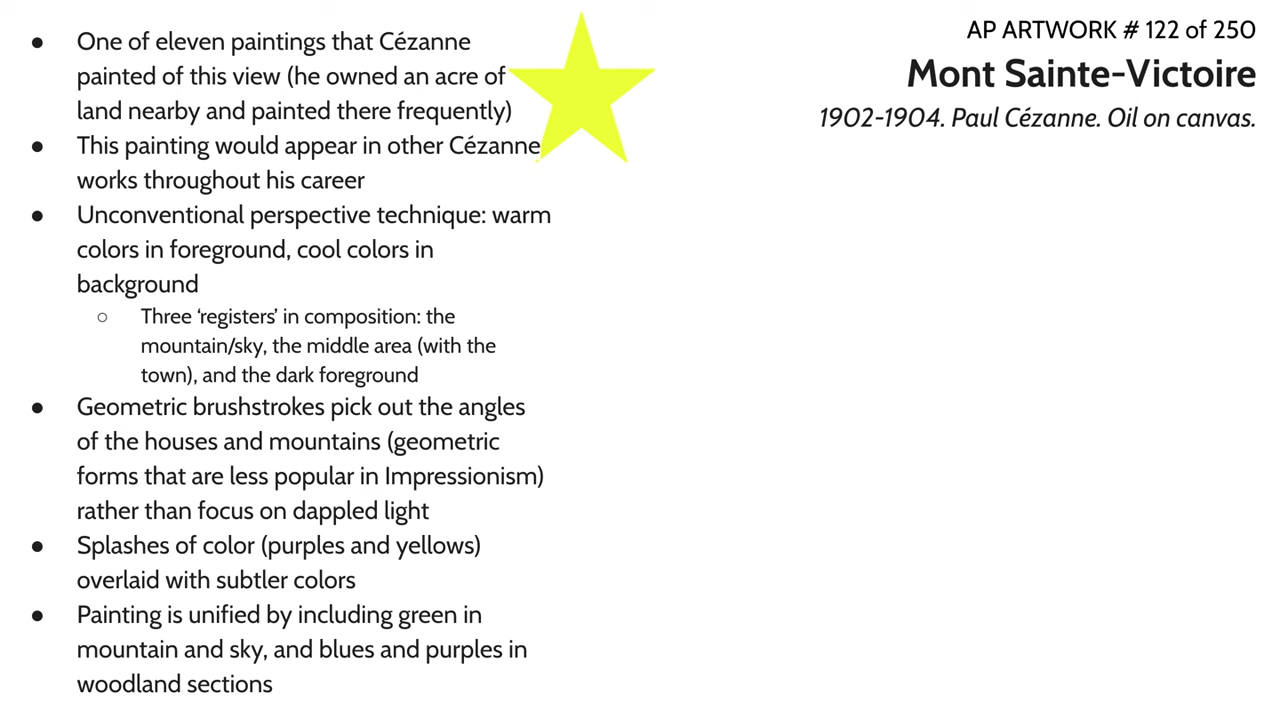 AP ARTWORK # 122 of 250
Mont Sainte-Victoire
1902-1904. Paul Cézanne. Oil on canvas.
● One of eleven paintings that Cézanne
painted of this view (he owned an acre of
land nearby and painted there frequently)
● This painting would appear in other Cézanne
works throughout his career
● Unconventional perspective technique: warm
colors in foreground, cool colors in
background
○ Three ‘registers’ in composition: the
mountain/sky, the middle area (with the
town), and the dark foreground
● Geometric brushstrokes pick out the angles
of the houses and mountains (geometric
forms that are less popular in Impressionism)
rather than focus on dappled light
● Splashes of color (purples and yellows)
overlaid with subtler colors
● Painting is unified by including green in
mountain and sky, and blues and purples in
woodland sections